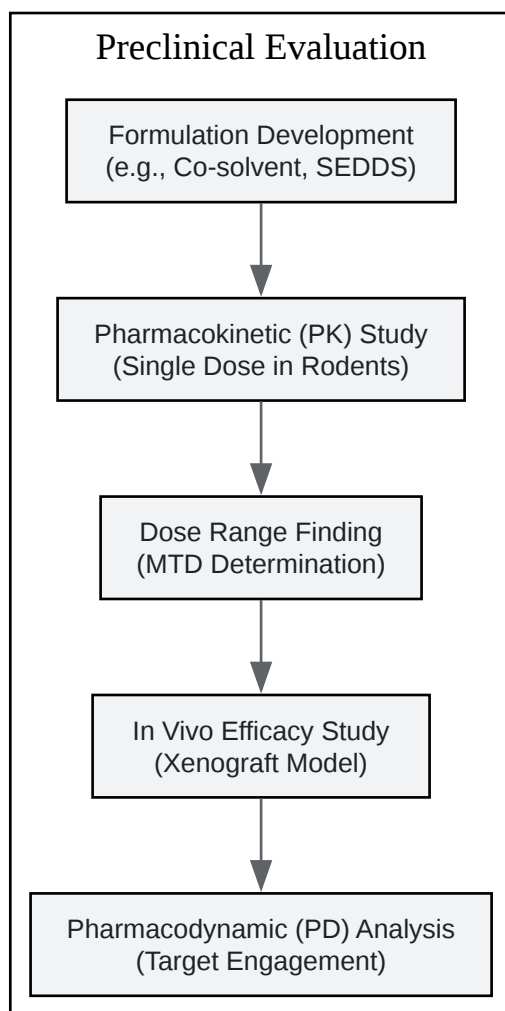 Preclinical Evaluation
Formulation Development
(e.g., Co-solvent, SEDDS)
Pharmacokinetic (PK) Study
(Single Dose in Rodents)
Dose Range Finding
(MTD Determination)
In Vivo Efficacy Study
(Xenograft Model)
Pharmacodynamic (PD) Analysis
(Target Engagement)